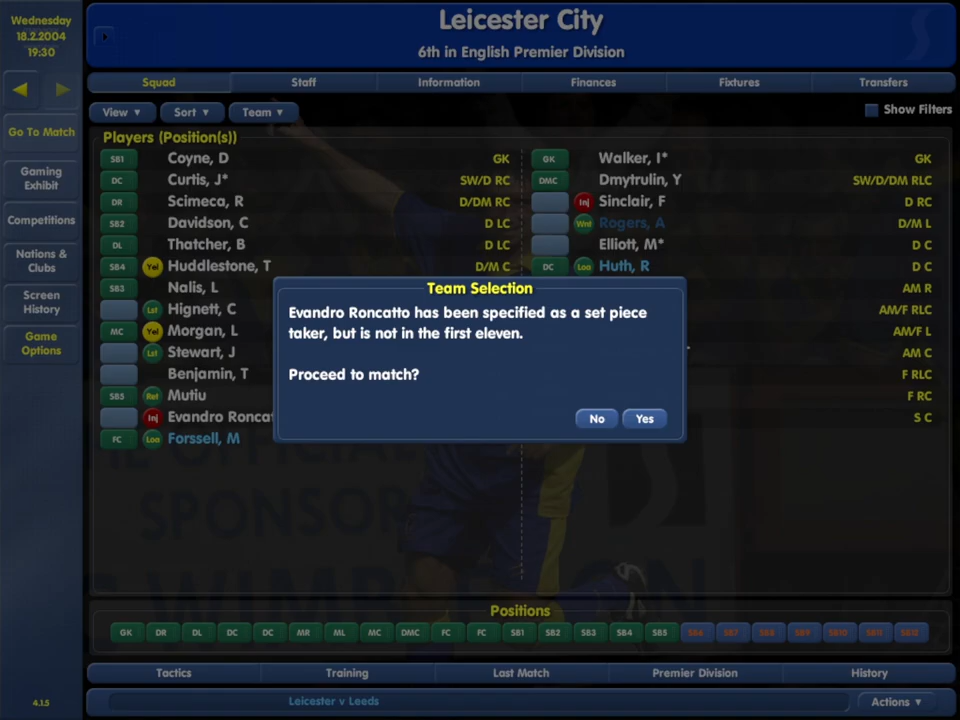 Wednesday
18.2.2004
19:30
Go To Match
Gaming
Exhibit
Competitions
Nations &
Clubs
Screen
History
Game
Options
4.1.5
Leicester City
6th in English Premier Division
Squad Staff Information Finances Fixtures Transfers
View Sort Team Show Filters
Players (Position(s))
SB1 Coyne, D GK
DC Curtis, J* SW/D RC
DR Scimeca, R D/DM RC
SB2 Davidson, C D LC
DL Thatcher, B D LC
SB4 Yel Huddlestone, T D/M C
SB3 Nalis, L
Lst Hignett, C
MC Yel Morgan, L
Lst Stewart, J
Benjamin, T
SB5 Ret Mutiu
Inj Evandro Roncat
FC Loa Forssell, M
GK Walker, I* GK
DMC Dmytrulin, Y SW/D/DM RLC
Inj Sinclair, F D RC
Wnt Rogers, A D/M L
Elliott, M* D C
DC Loa Huth, R D C
AM R
AM/F RLC
AM/F L
AM C
F RLC
F RC
S C
Team Selection
Evandro Roncatto has been specified as a set piece
taker, but is not in the first eleven.
Proceed to match?
No Yes
Positions
GK DR DL DC DC MR ML MC DMC FC FC SB1 SB2 SB3 SB4 SB5 SB6 SB7 SB8 SB9 SB10 SB11 SB12
Tactics Training Last Match Premier Division History
Leicester v Leeds Actions